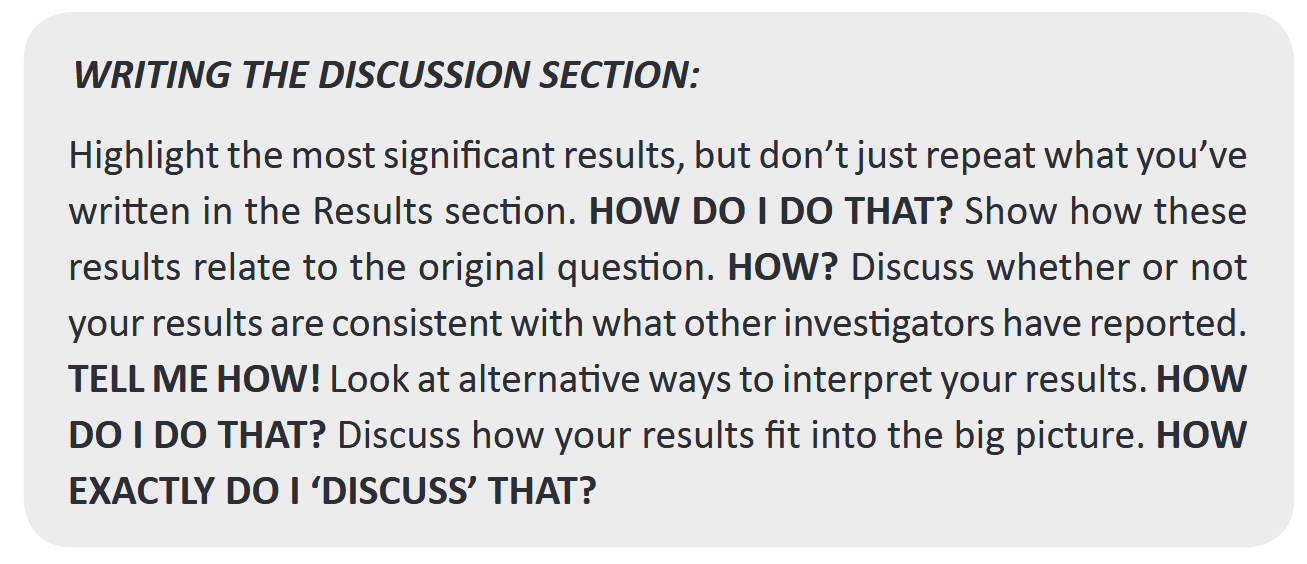 WRITING THE DISCUSSION SECTION:
Highlight the most significant results, but don’t just repeat what you’ve
written in the Results section. HOW DO I DO THAT? Show how these
results relate to the original question. HOW? Discuss whether or not
your results are consistent with what other investigators have reported.
TELL ME HOW! Look at alternative ways to interpret your results. HOW
DO I DO THAT? Discuss how your results fit into the big picture. HOW
EXACTLY DO I ‘DISCUSS’ THAT?